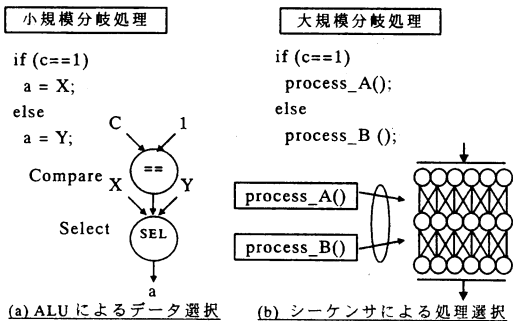 小規模分岐処理
if (c==1)
a = X;
else
a = Y;
C 1
==
Compare
X Y
Select
SEL
a
(a) ALUによるデータ選択
大規模分岐処理
if (c==1)
process_A();
else
process_B ();
process_A()
process_B()
(b) シーケンサによる処理選択